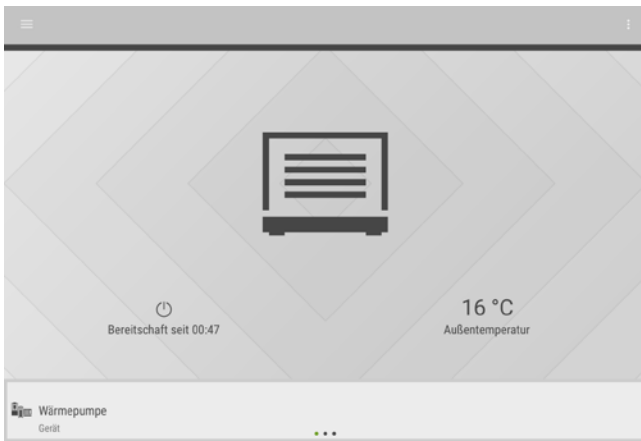 Bereitschaft seit 00:47
16 °C
Außentemperatur
Wärmepumpe
Gerät